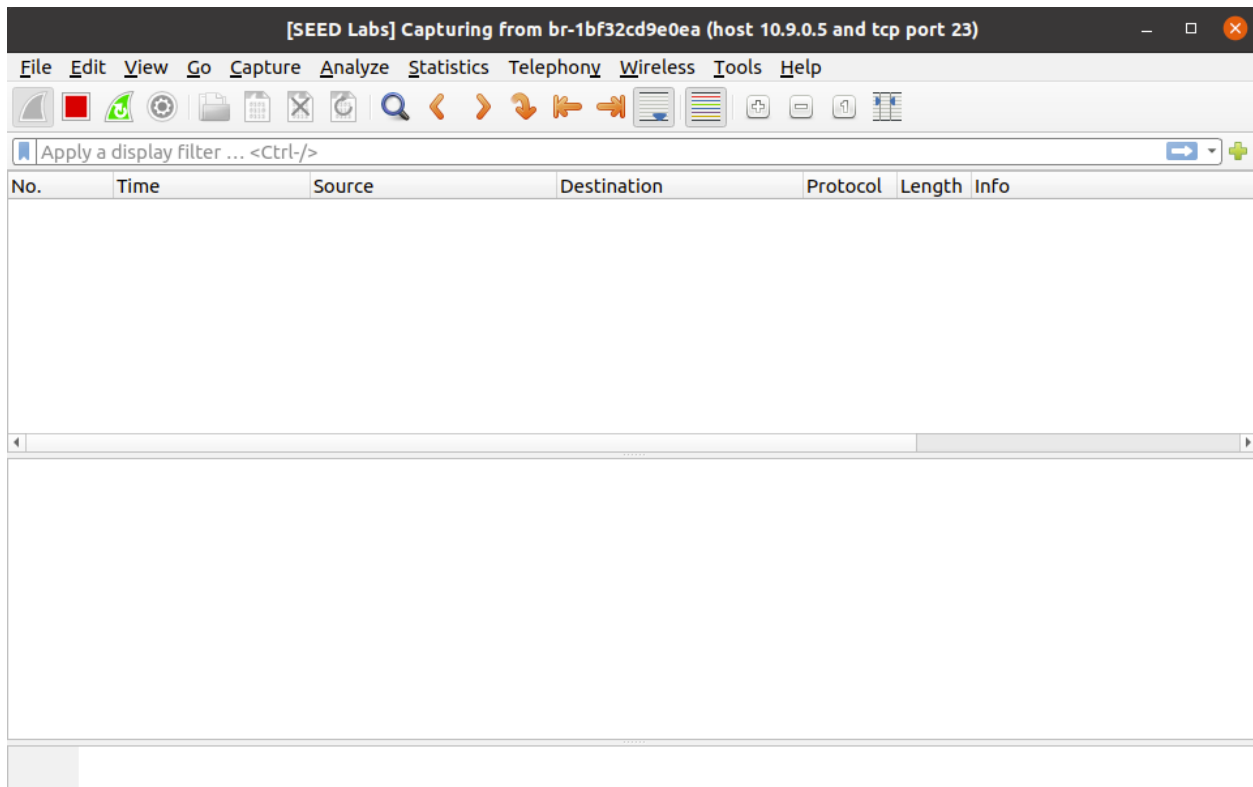 [SEED Labs] Capturing from br-1bf32cd9e0ea (host 10.9.0.5 and tcp port 23)
File Edit View Go Capture Analyze Statistics Telephony Wireless Tools Help
Apply a display filter … <Ctrl-/>
No. Time Source Destination Protocol Length Info